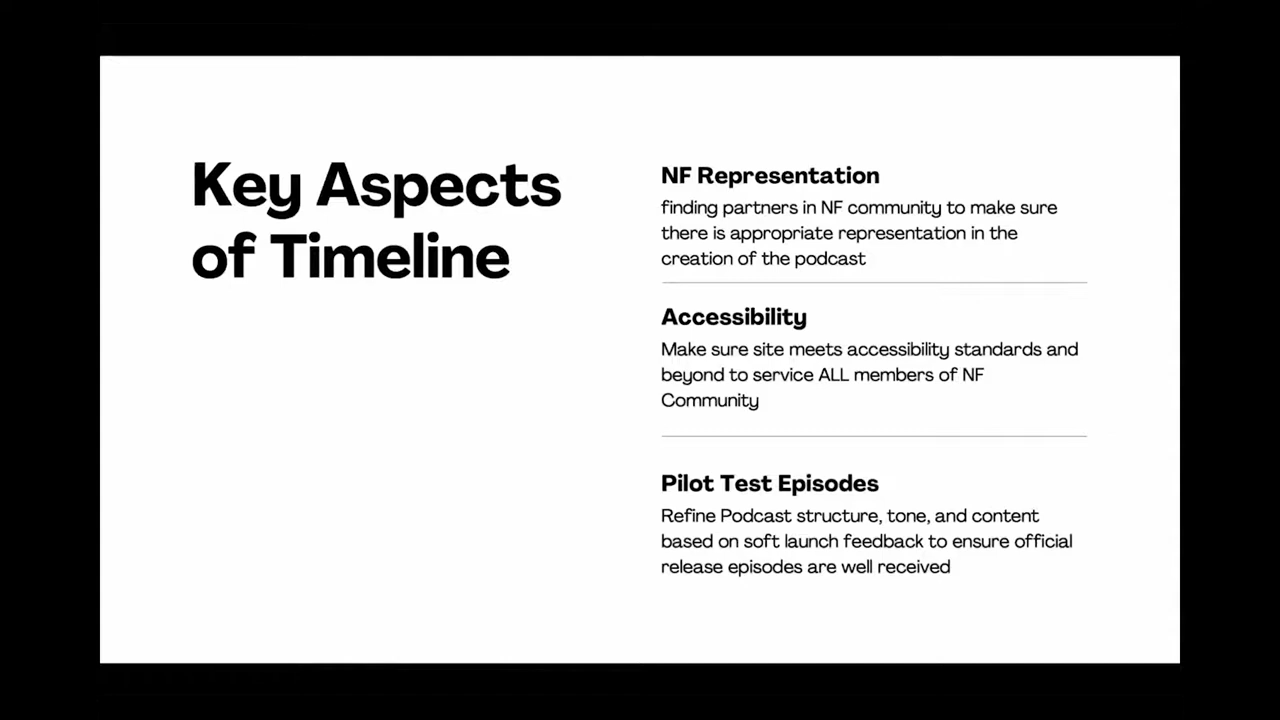 Key Aspects
of Timeline
NF Representation
finding partners in NF community to make sure
there is appropriate representation in the
creation of the podcast
Accessibility
Make sure site meets accessibility standards and
beyond to service ALL members of NF
Community
Pilot Test Episodes
Refine Podcast structure, tone, and content
based on soft launch feedback to ensure official
release episodes are well received